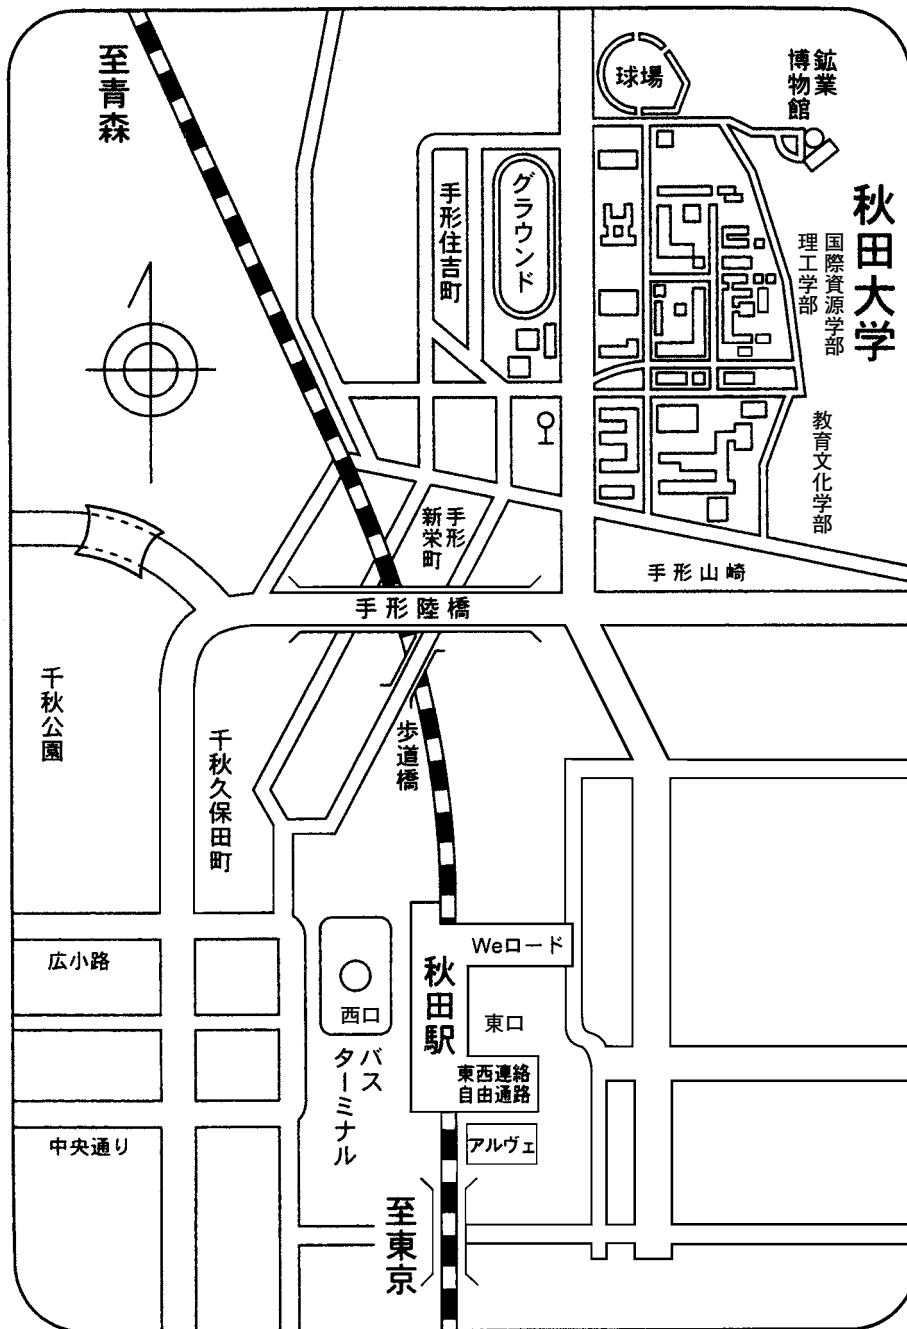 至青森
球場
鉱業
博物館
秋田大学
国際資源学部
理工学部
グラウンド
手形住吉町
教育文化学部
手形
新栄町
手形山崎
手形陸橋
千秋公園
千秋久保田町
歩道橋
Weロード
広小路
秋田駅
西口
東口
バス
ターミナル
東西連絡
自由通路
中央通り
アルヴェ
至東京